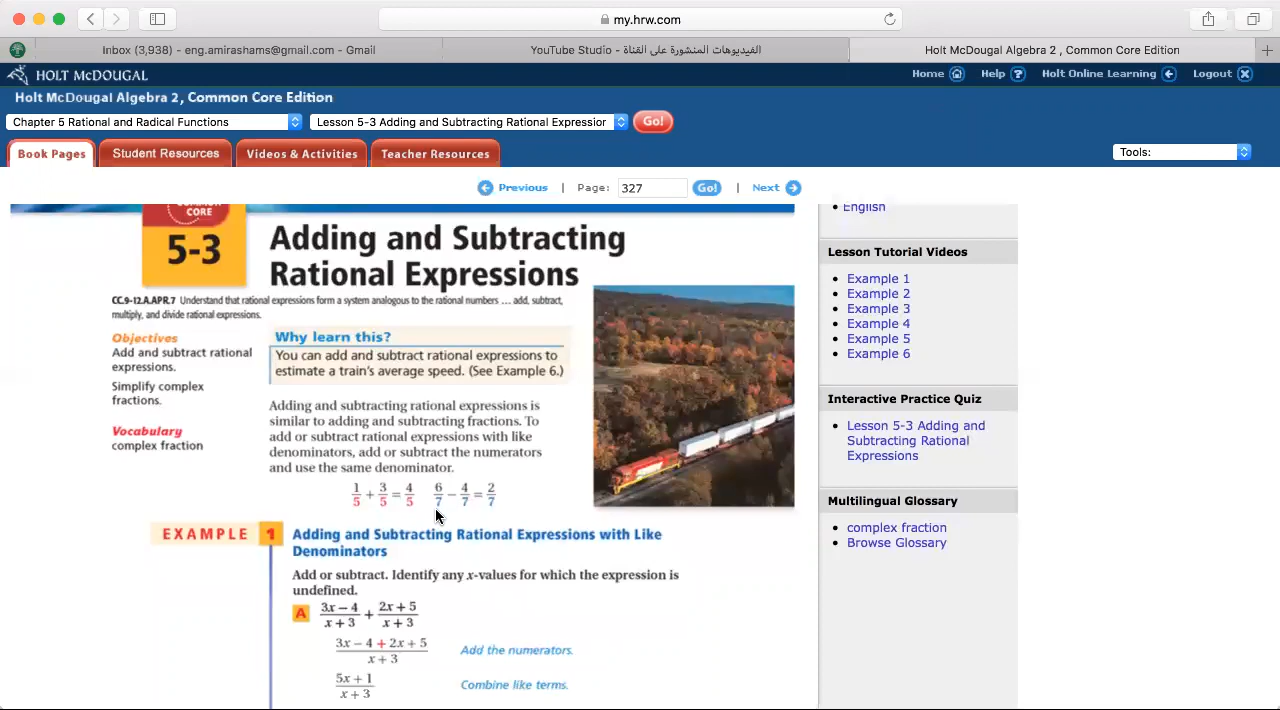 my.hrw.com
Inbox (3,938) - eng.amirashams@gmail.com - Gmail
YouTube Studio - الفيديوهات المنشورة على القناة
Holt McDougal Algebra 2 , Common Core Edition
HOLT McDOUGAL
Home
Help ?
Holt Online Learning
Logout
Holt McDougal Algebra 2, Common Core Edition
Chapter 5 Rational and Radical Functions
Lesson 5-3 Adding and Subtracting Rational Expression
Go!
Book Pages
Student Resources
Videos & Activities
Teacher Resources
Tools:
Previous | Page: 327 Go! | Next
COMMON
CORE
5-3
Adding and Subtracting
Rational Expressions
CC.9-12.A.APR.7 Understand that rational expressions form a system analogous to the rational numbers ... add, subtract,
multiply, and divide rational expressions.
Objectives
Add and subtract rational
expressions.
Simplify complex
fractions.
Vocabulary
complex fraction
Why learn this?
You can add and subtract rational expressions to
estimate a train's average speed. (See Example 6.)
Adding and subtracting rational expressions is
similar to adding and subtracting fractions. To
add or subtract rational expressions with like
denominators, add or subtract the numerators
and use the same denominator.
1/5 + 3/5 = 4/5 6/7 − 4/7 = 2/7
EXAMPLE 1
Adding and Subtracting Rational Expressions with Like
Denominators
Add or subtract. Identify any x-values for which the expression is
undefined.
A (3x − 4)/(x + 3) + (2x + 5)/(x + 3)
(3x − 4 + 2x + 5)/(x + 3) Add the numerators.
(5x + 1)/(x + 3) Combine like terms.
English
Lesson Tutorial Videos
Example 1
Example 2
Example 3
Example 4
Example 5
Example 6
Interactive Practice Quiz
Lesson 5-3 Adding and
Subtracting Rational
Expressions
Multilingual Glossary
complex fraction
Browse Glossary